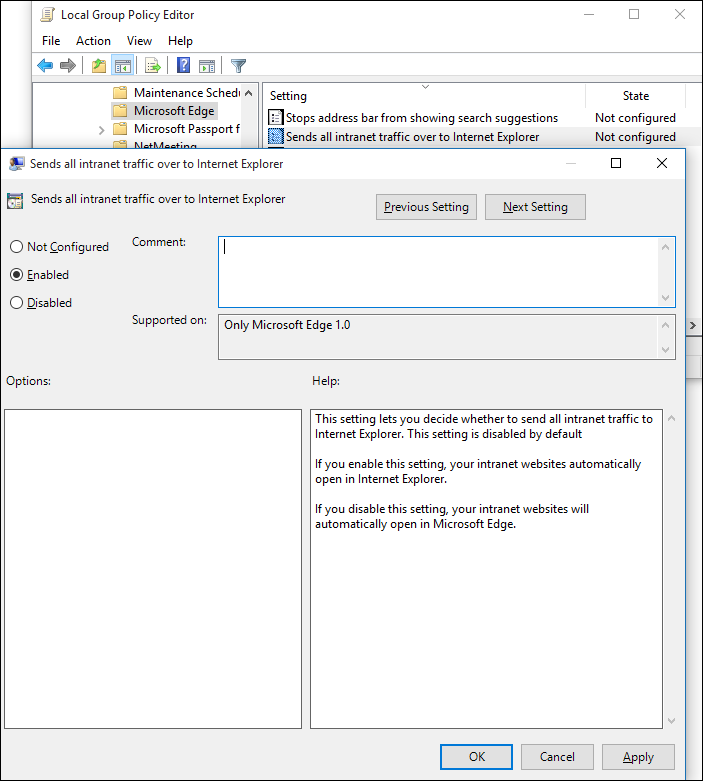 Local Group Policy Editor
File Action View Help
Maintenance Schedu
Microsoft Edge
Microsoft Passport f
NetMeeting
Setting State
Stops address bar from showing search suggestions Not configured
Sends all intranet traffic over to Internet Explorer Not configured
Sends all intranet traffic over to Internet Explorer
Sends all intranet traffic over to Internet Explorer
Previous Setting Next Setting
Not Configured
Enabled
Disabled
Comment:
Supported on:
Only Microsoft Edge 1.0
Options:
Help:
This setting lets you decide whether to send all intranet traffic to
Internet Explorer. This setting is disabled by default
If you enable this setting, your intranet websites automatically
open in Internet Explorer.
If you disable this setting, your intranet websites will
automatically open in Microsoft Edge.
OK Cancel Apply